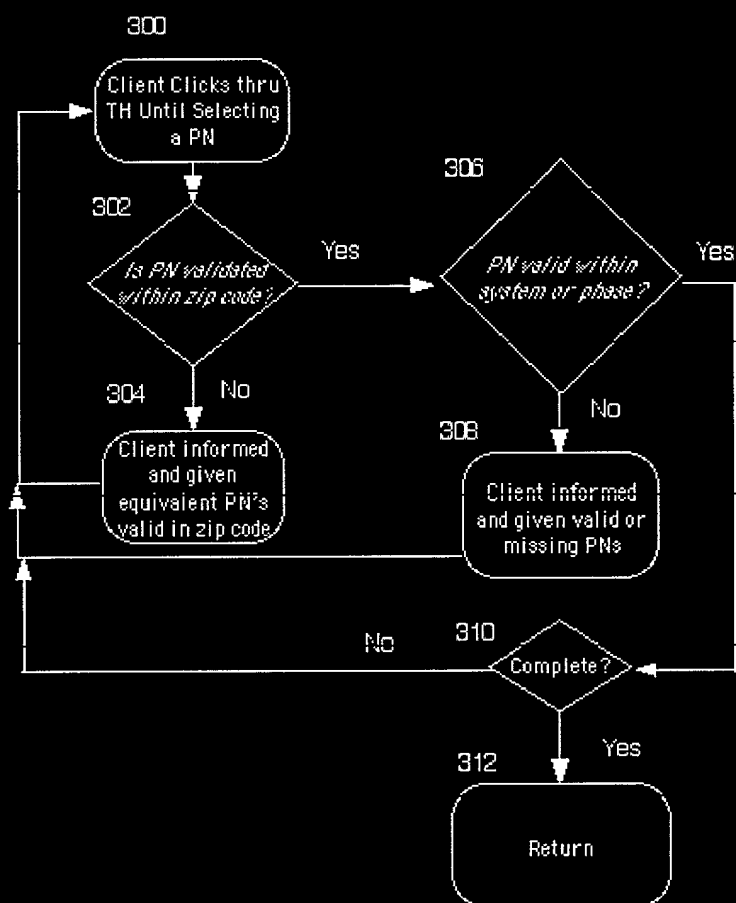 300
Client Clicks thru
TH Until Selecting
a PN
302
Is PN validated
within zip code?
Yes
306
PN valid within
system or phase?
Yes
304
No
Client informed
and given
equivalent PN's
valid in zip code
308
No
Client informed
and given valid or
missing PNs
No
310
Complete?
Yes
312
Return